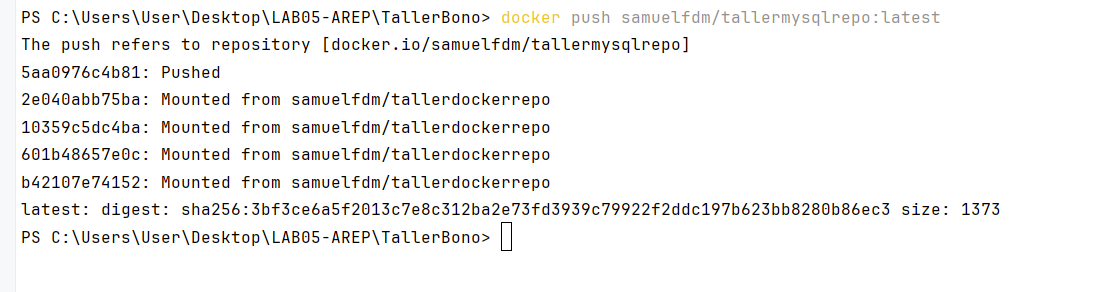 PS C:\Users\User\Desktop\LAB05-AREP\TallerBono> docker push samuelfdm/tallermysqlrepo:latest
The push refers to repository [docker.io/samuelfdm/tallermysqlrepo]
5aa0976c4b81: Pushed
2e040abb75ba: Mounted from samuelfdm/tallerdockerrepo
10359c5dc4ba: Mounted from samuelfdm/tallerdockerrepo
601b48657e0c: Mounted from samuelfdm/tallerdockerrepo
b42107e74152: Mounted from samuelfdm/tallerdockerrepo
latest: digest: sha256:3bf3ce6a5f2013c7e8c312ba2e73fd3939c79922f2ddc197b623bb8280b86ec3 size: 1373
PS C:\Users\User\Desktop\LAB05-AREP\TallerBono>